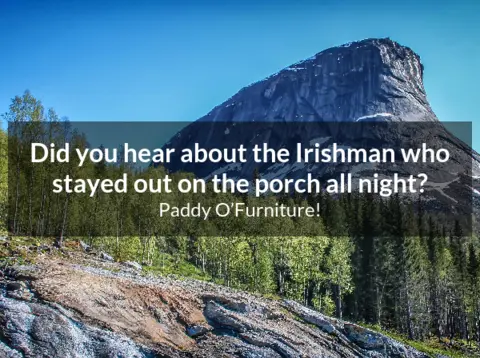 Did you hear about the Irishman who
stayed out on the porch all night?
Paddy O’Furniture!